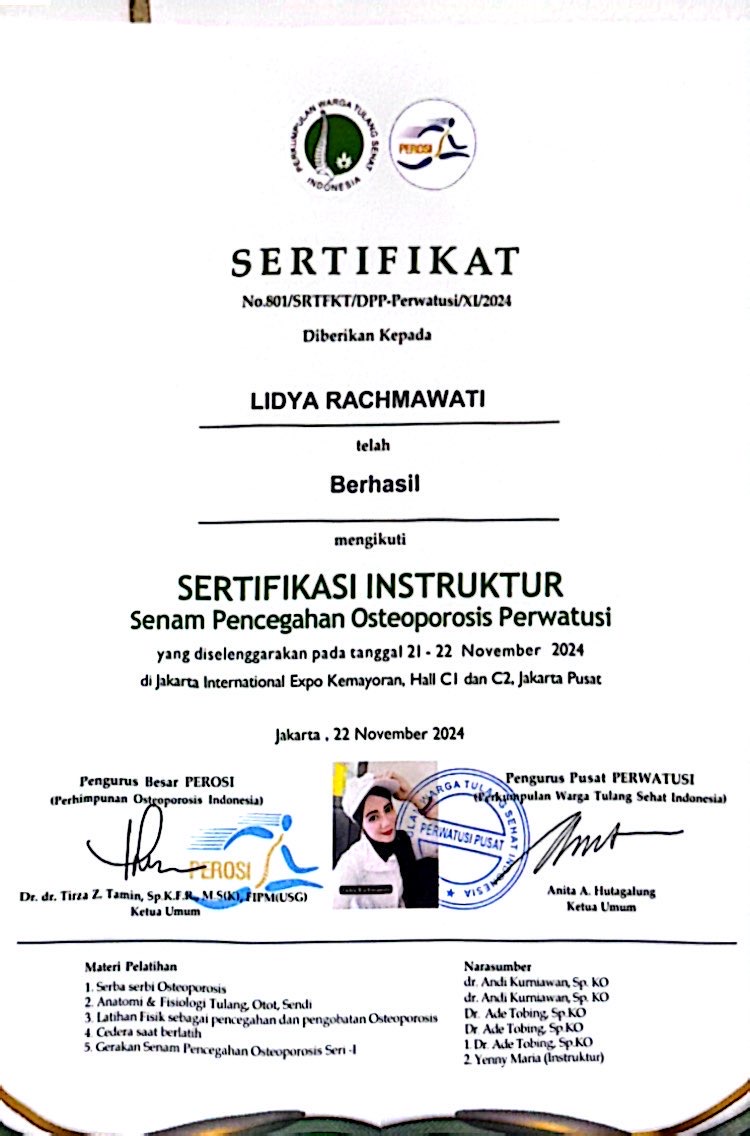 PERKUMPULAN WARGA TULANG SEHAT
INDONESIA
PEROSI
SERTIFIKAT
No.801/SRTFKT/DPP-Perwatusi/XI/2024
Diberikan Kepada
LIDYA RACHMAWATI
telah
Berhasil
mengikuti
SERTIFIKASI INSTRUKTUR
Senam Pencegahan Osteoporosis Perwatusi
yang diselenggarakan pada tanggal 21 - 22 November 2024
di Jakarta International Expo Kemayoran, Hall C1 dan C2, Jakarta Pusat
Jakarta , 22 November 2024
Pengurus Besar PEROSI
(Perhimpunan Osteoporosis Indonesia)
PEROSI
Dr. dr. Tirza Z. Tamin, Sp.K.F.R., M.S(K), FIPM(USG)
Ketua Umum
WARGA TULANG SEHAT INDONESIA
PERWATUSI PUSAT
Pengurus Pusat PERWATUSI
(Perkumpulan Warga Tulang Sehat Indonesia)
Anita A. Hutagalung
Ketua Umum
Materi Pelatihan
1. Serba serbi Osteoporosis
2. Anatomi & Fisiologi Tulang, Otot, Sendi
3. Latihan Fisik sebagai pencegahan dan pengobatan Osteoporosis
4. Cedera saat berlatih
5. Gerakan Senam Pencegahan Osteoporosis Seri -I
Narasumber
dr. Andi Kurniawan, Sp. KO
dr. Andi Kurniawan, Sp. KO
Dr. Ade Tobing, Sp.KO
Dr. Ade Tobing, Sp.KO
1. Dr. Ade Tobing, Sp.KO
2. Yenny Maria (Instruktur)